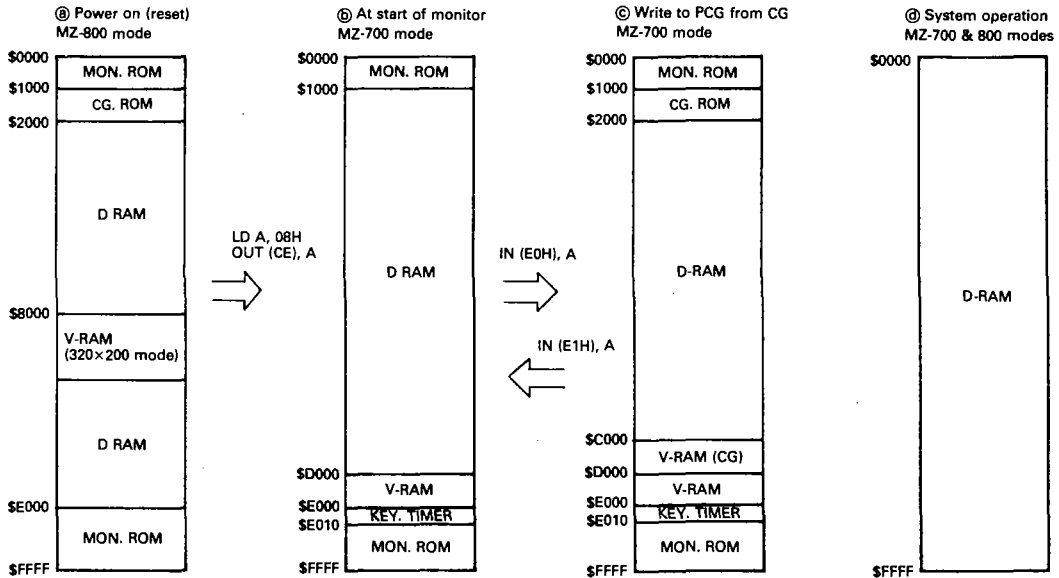 ⓐ Power on (reset)
MZ-800 mode
$0000
MON. ROM
$1000
CG. ROM
$2000
D RAM
$8000
V-RAM
(320×200 mode)
D RAM
$E000
MON. ROM
$FFFF
LD A, 08H
OUT (CE), A
ⓑ At start of monitor
MZ-700 mode
$0000
MON. ROM
$1000
D RAM
$D000
V-RAM
$E000
KEY. TIMER
$E010
MON. ROM
$FFFF
IN (E0H), A
IN (E1H), A
ⓒ Write to PCG from CG
MZ-700 mode
$0000
MON. ROM
$1000
CG. ROM
$2000
D-RAM
$C000
V-RAM (CG)
$D000
V-RAM
$E000
KEY. TIMER
$E010
MON. ROM
$FFFF
ⓓ System operation
MZ-700 & 800 modes
$0000
D-RAM
$FFFF